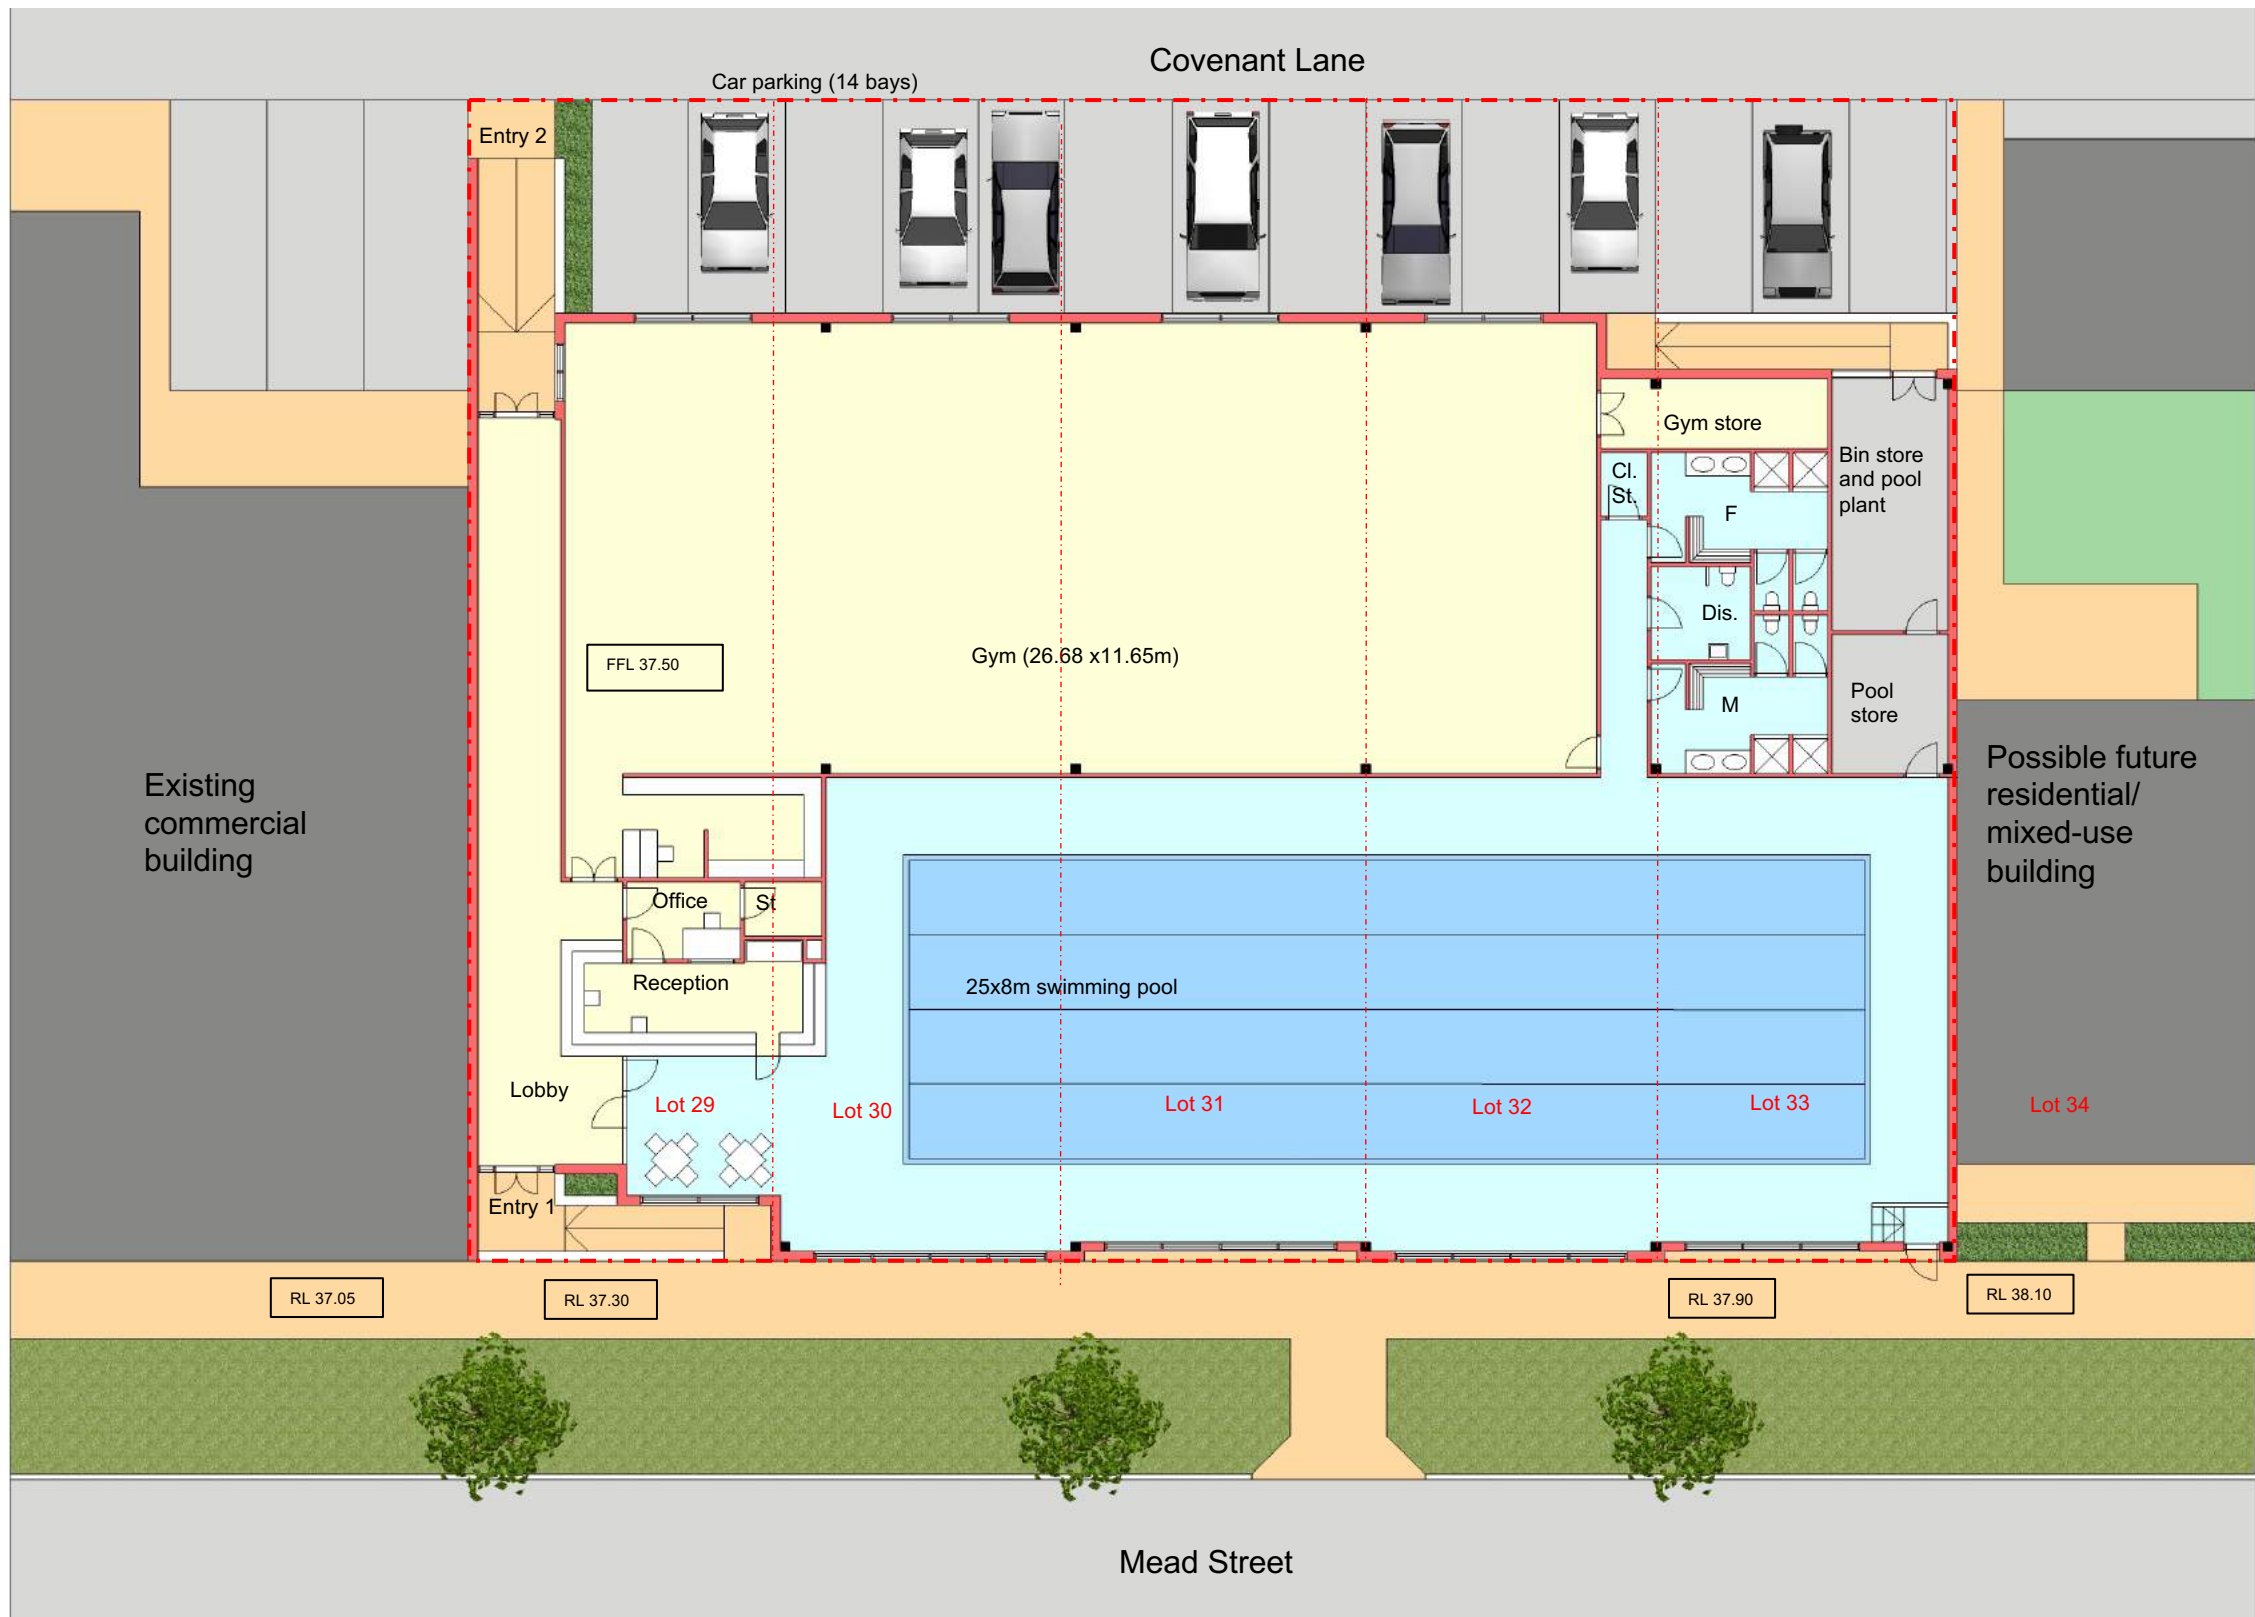 Covenant Lane
Car parking (14 bays)
Entry 2
Gym store
Bin store
and pool
plant
Cl.
St.
F
Dis.
FFL 37.50
Gym (26.68 x11.65m)
M
Pool
store
Existing
commercial
building
Possible future
residential/
mixed-use
building
Office
St
Reception
25x8m swimming pool
Lobby
Lot 29
Lot 30
Lot 31
Lot 32
Lot 33
Lot 34
Entry 1
RL 37.05
RL 37.30
RL 37.90
RL 38.10
Mead Street